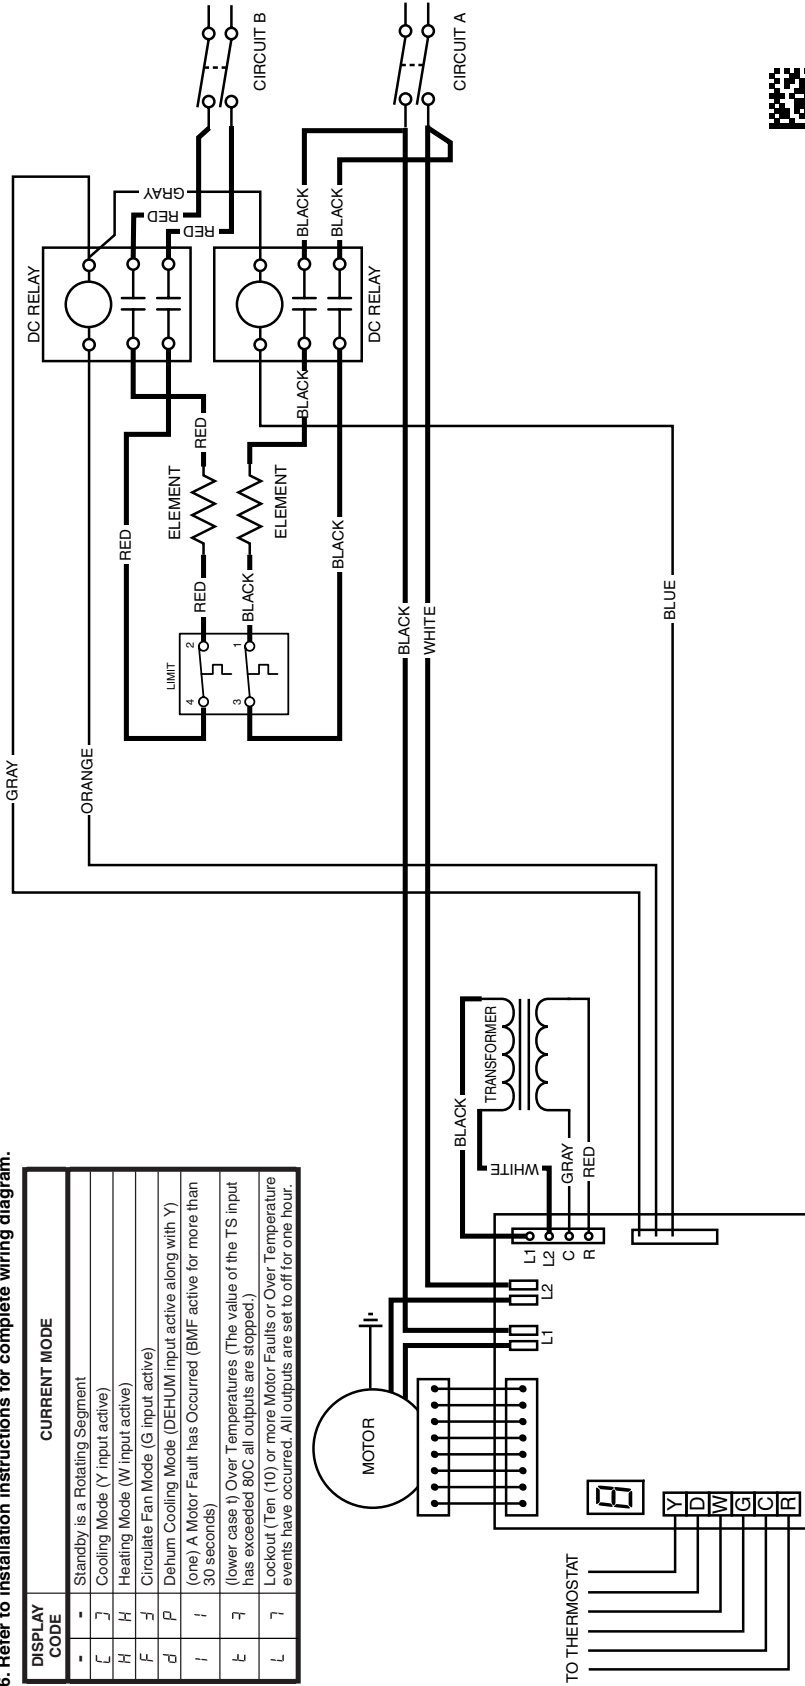 6. Refer to installation instructions for complete wiring diagram.
DISPLAY CODE
CURRENT MODE
- - Standby is a Rotating Segment
Cooling Mode (Y input active)
H H Heating Mode (W input active)
F Circulate Fan Mode (G input active)
d P Dehum Cooling Mode (DEHUM input active along with Y)
I I (one) A Motor Fault has Occurred (BMF active for more than
30 seconds)
t (lower case t) Over Temperatures (The value of the TS input
has exceeded 80C all outputs are stopped.)
L Lockout (Ten (10) or more Motor Faults or Over Temperature
events have occurred. All outputs are set to off for one hour.
GRAY
ORANGE
DC RELAY
GRAY
RED
RED
CIRCUIT B
RED
RED
ELEMENT
RED
LIMIT
4
2
3
1
BLACK
ELEMENT
BLACK
BLACK
BLACK
BLACK
DC RELAY
CIRCUIT A
BLACK
WHITE
BLUE
MOTOR
L1
L2
L1
L2
C
R
BLACK
WHITE
TRANSFORMER
GRAY
RED
8
Y
D
W
G
C
R
TO THERMOSTAT